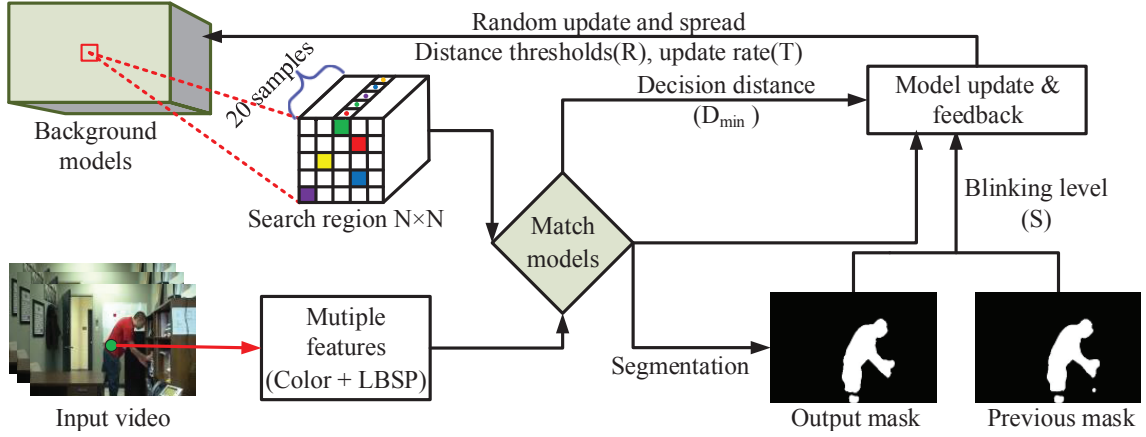 Random update and spread
Distance thresholds(R), update rate(T)
20 samples
Decision distance
(Dmin )
Model update &
feedback
Background
models
Search region N×N
Match
models
Blinking level
(S)
Mutiple
features
(Color + LBSP)
Segmentation
Input video
Output mask
Previous mask